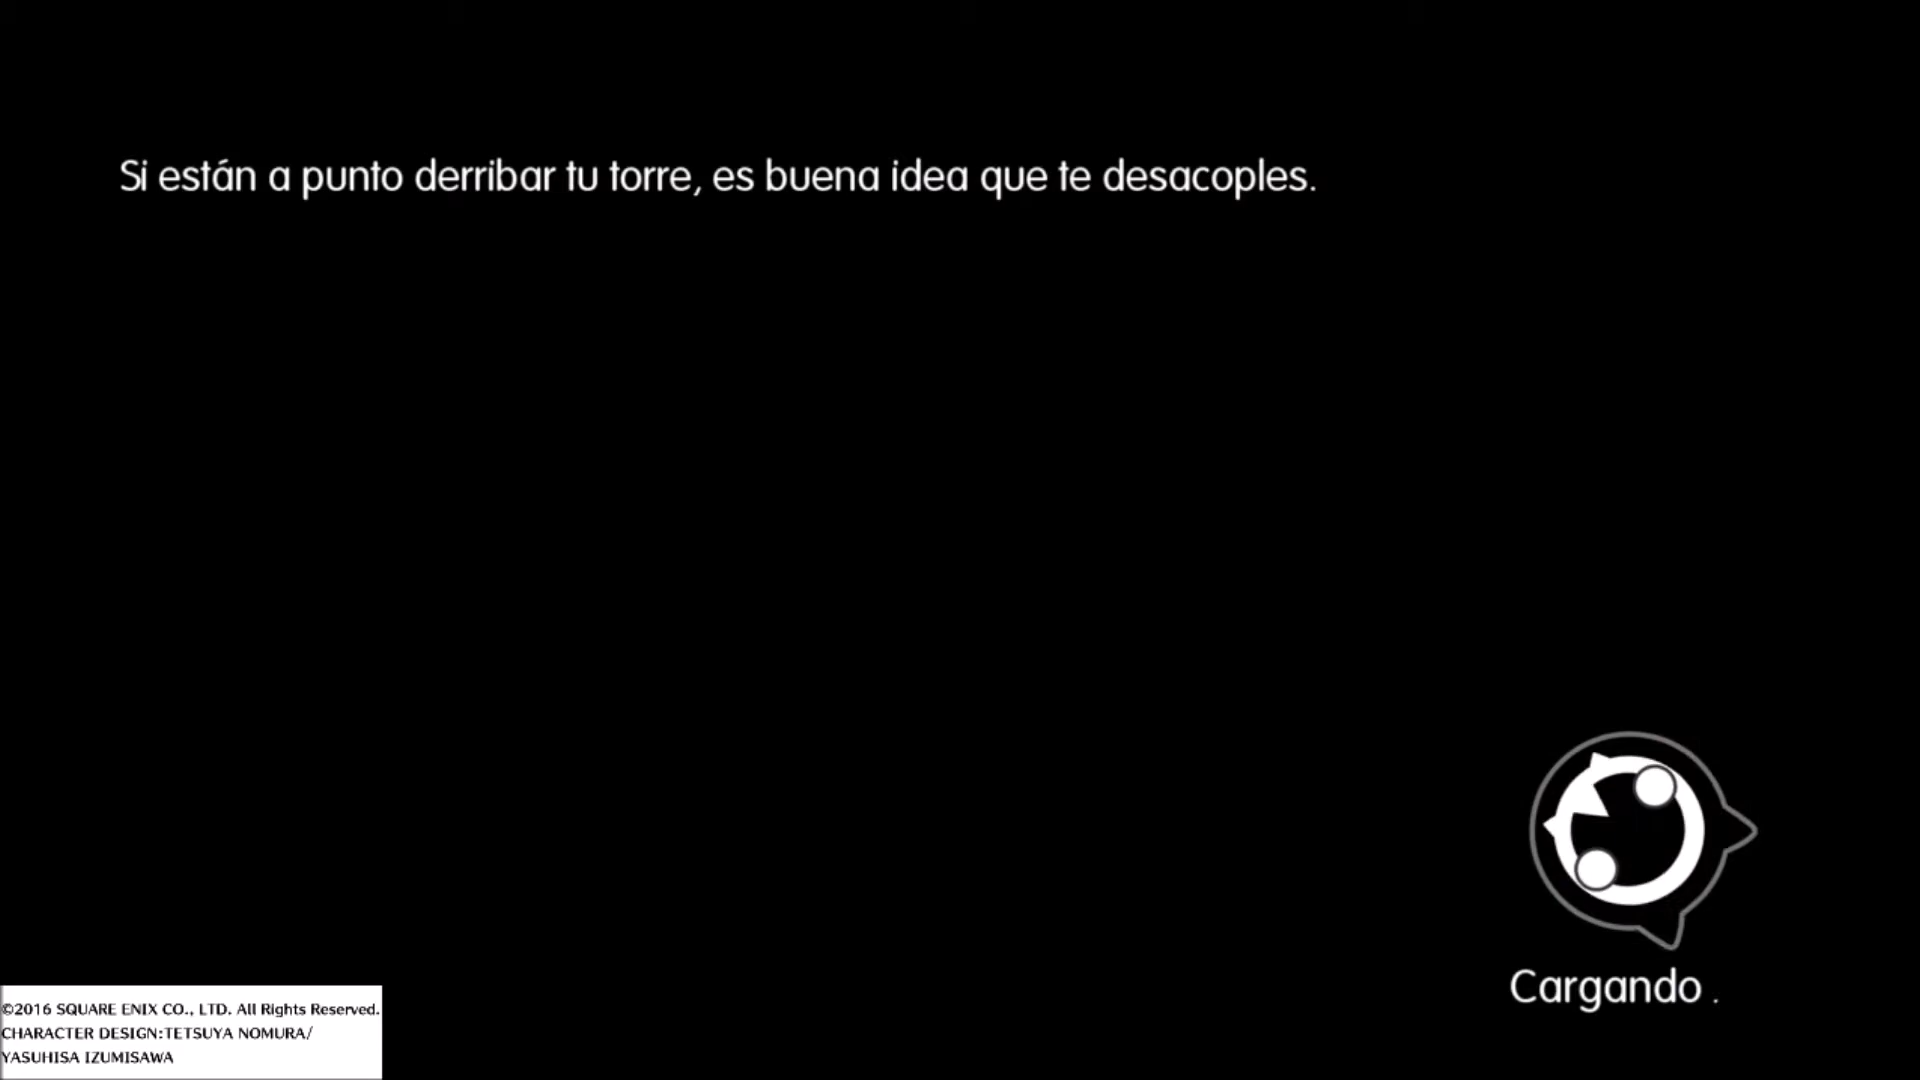 Si están a punto derribar tu torre, es buena idea que te desacoples.
Cargando .
©2016 SQUARE ENIX CO., LTD. All Rights Reserved.
CHARACTER DESIGN:TETSUYA NOMURA/
YASUHISA IZUMISAWA